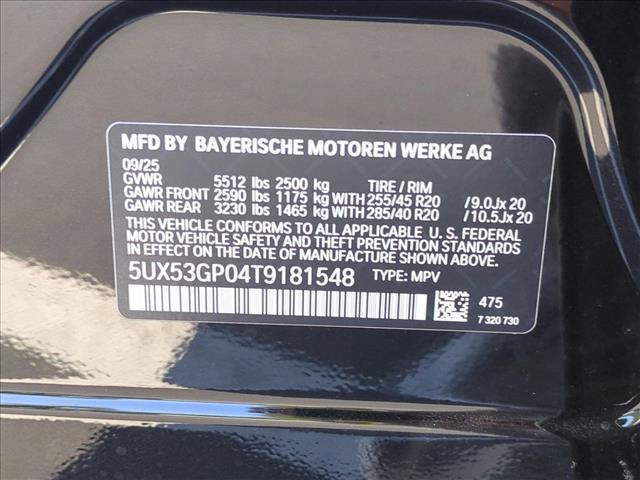 MFD BY BAYERISCHE MOTOREN WERKE AG
09/25
GVWR 5512 lbs 2500 kg TIRE / RIM
GAWR FRONT 2590 lbs 1175 kg WITH 255/45 R20 /9.0Jx 20
GAWR REAR 3230 lbs 1465 kg WITH 285/40 R20 /10.5Jx 20
THIS VEHICLE CONFORMS TO ALL APPLICABLE U. S. FEDERAL
MOTOR VEHICLE SAFETY AND THEFT PREVENTION STANDARDS
IN EFFECT ON THE DATE OF MANUFACTURE SHOWN ABOVE.
5UX53GP04T9181548 TYPE: MPV
475
7 320 730